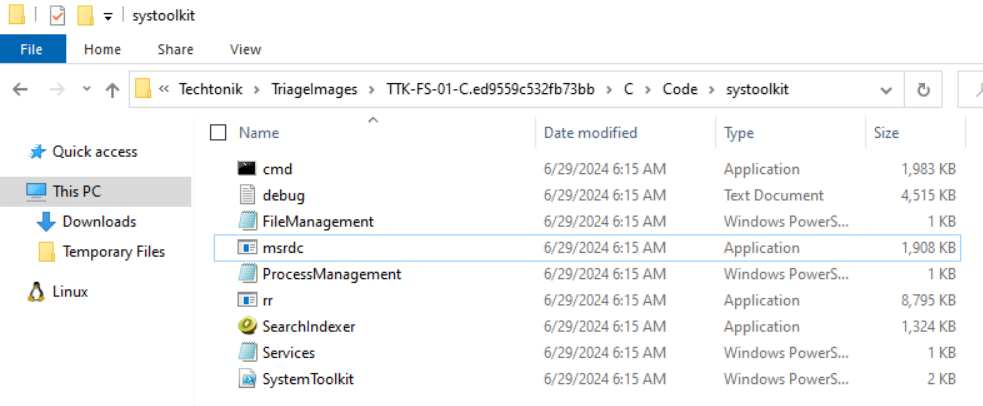 systoolkit
File Home Share View
« Techtonik > TriageImages > TTK-FS-01-C.ed9559c532fb73bb > C > Code > systoolkit
Name Date modified Type Size
Quick access
This PC
Downloads
Temporary Files
Linux
cmd 6/29/2024 6:15 AM Application 1,983 KB
debug 6/29/2024 6:15 AM Text Document 4,515 KB
FileManagement 6/29/2024 6:15 AM Windows PowerS... 1 KB
msrdc 6/29/2024 6:15 AM Application 1,908 KB
ProcessManagement 6/29/2024 6:15 AM Windows PowerS... 1 KB
rr 6/29/2024 6:15 AM Application 8,795 KB
SearchIndexer 6/29/2024 6:15 AM Application 1,324 KB
Services 6/29/2024 6:15 AM Windows PowerS... 1 KB
SystemToolkit 6/29/2024 6:15 AM Windows PowerS... 2 KB